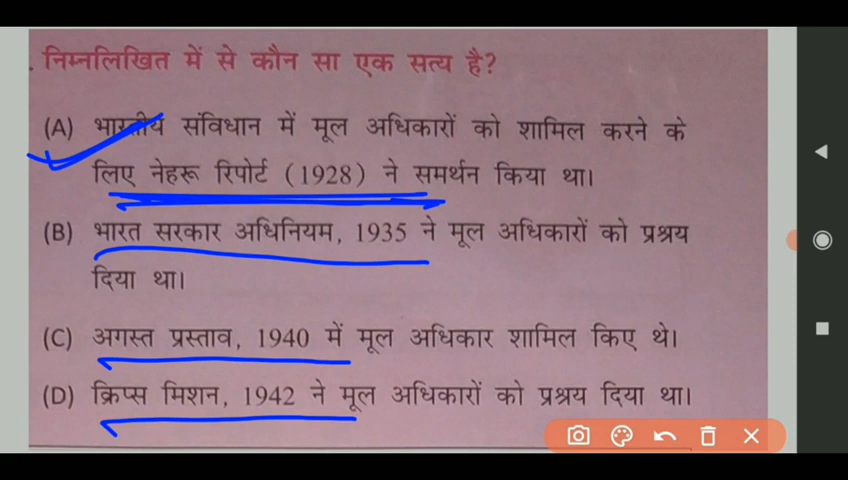 . निम्नलिखित में से कौन सा एक सत्य है?
(A) भारतीय संविधान में मूल अधिकारों को शामिल करने के
लिए नेहरू रिपोर्ट (1928) ने समर्थन किया था।
(B) भारत सरकार अधिनियम, 1935 ने मूल अधिकारों को प्रश्रय
दिया था।
(C) अगस्त प्रस्ताव, 1940 में मूल अधिकार शामिल किए थे।
(D) क्रिप्स मिशन, 1942 ने मूल अधिकारों को प्रश्रय दिया था।